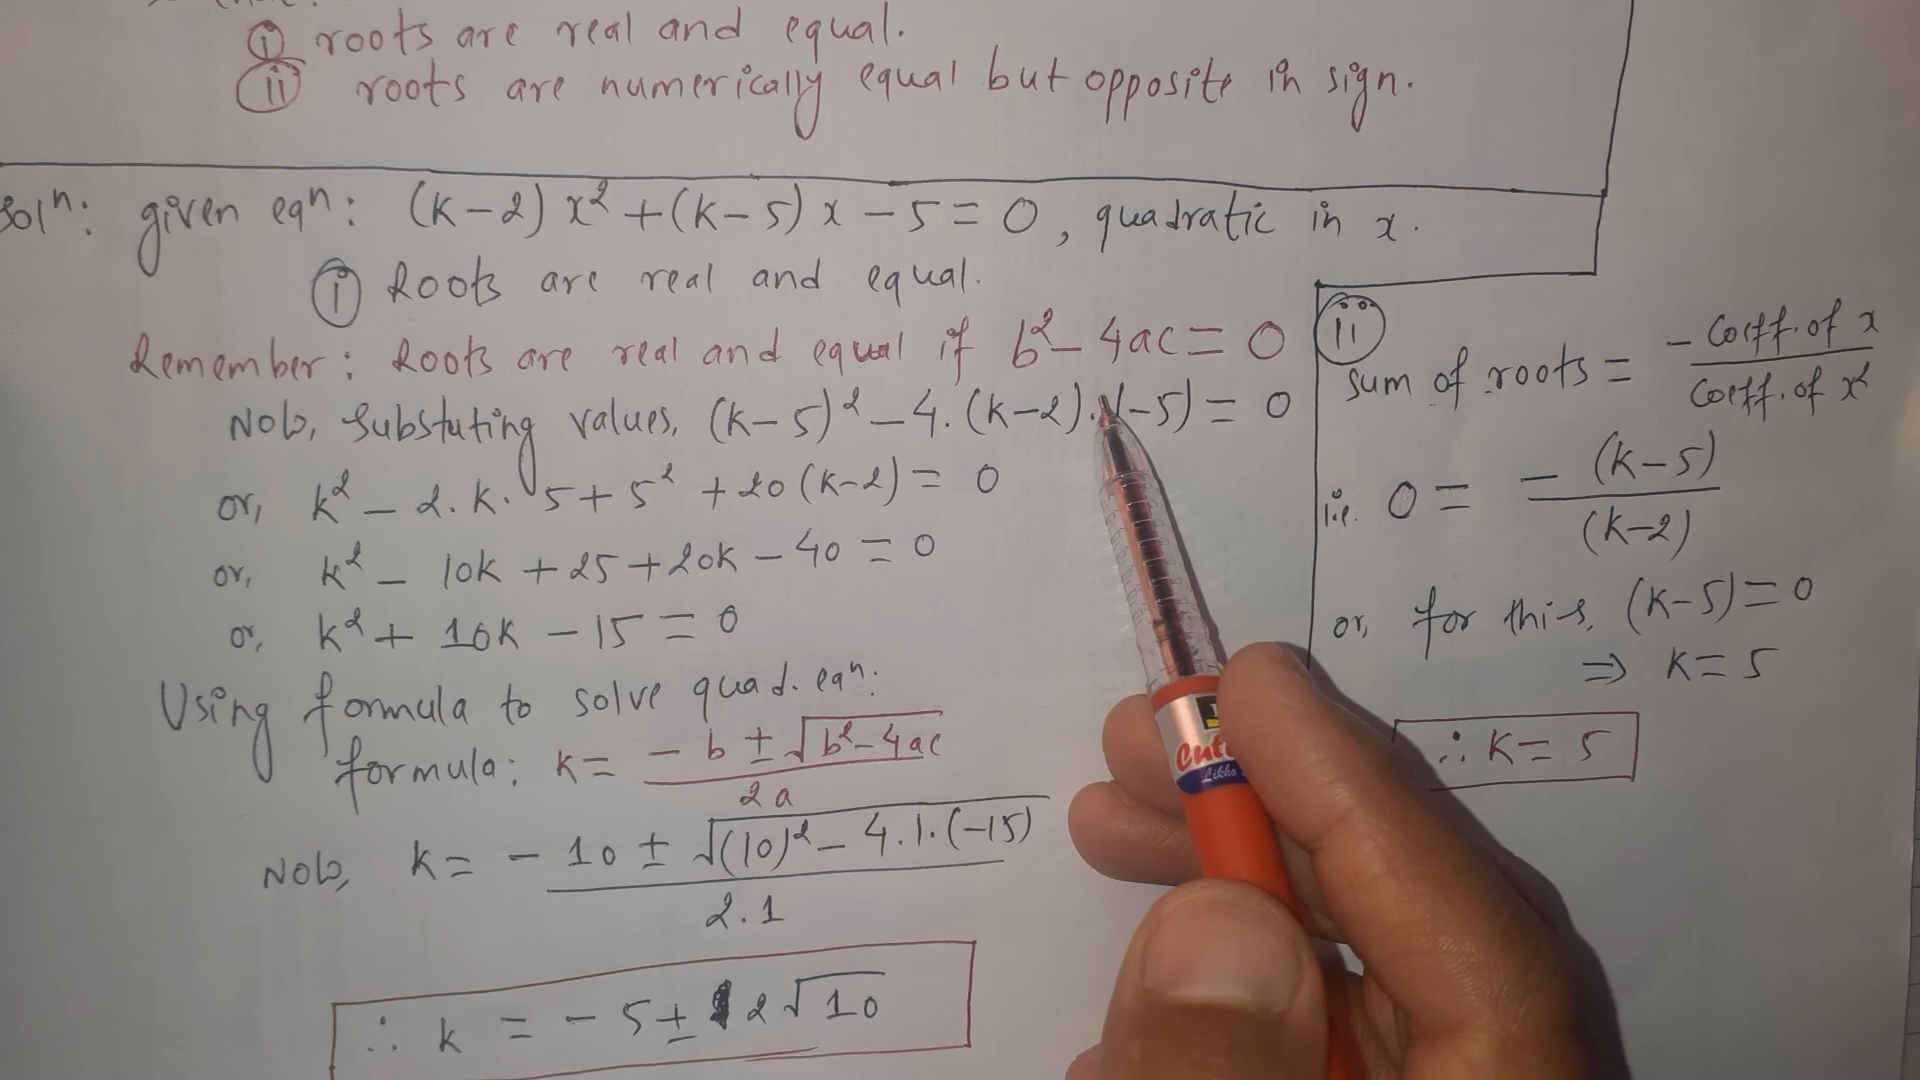 (i) roots are real and equal.
(ii) roots are numerically equal but opposite in sign.
Solⁿ: given eqⁿ: (k-2) x² + (k-5) x - 5 = 0, quadratic in x.
(i) Roots are real and equal.
Remember: Roots are real and equal if b² - 4ac = 0
Now, Substuting values, (k-5)² - 4. (k-2) . (-5) = 0
or, k² - 2. k. 5 + 5² + 20 (k-2) = 0
or, k² - 10k + 25 + 20k - 40 = 0
or, k² + 10k - 15 = 0
Using formula to solve quad. eqⁿ:
formula: k = (- b ± √(b² - 4ac)) / 2a
Now, k = (- 10 ± √((10)² - 4.1.(-15))) / 2.1
∴ k = - 5 ± 2√10
(ii)
sum of roots = - Coeff. of x / Coeff. of x²
i.e. 0 = - (k-5) / (k-2)
or, for this, (k-5) = 0
⇒ k = 5
∴ k = 5
Likho